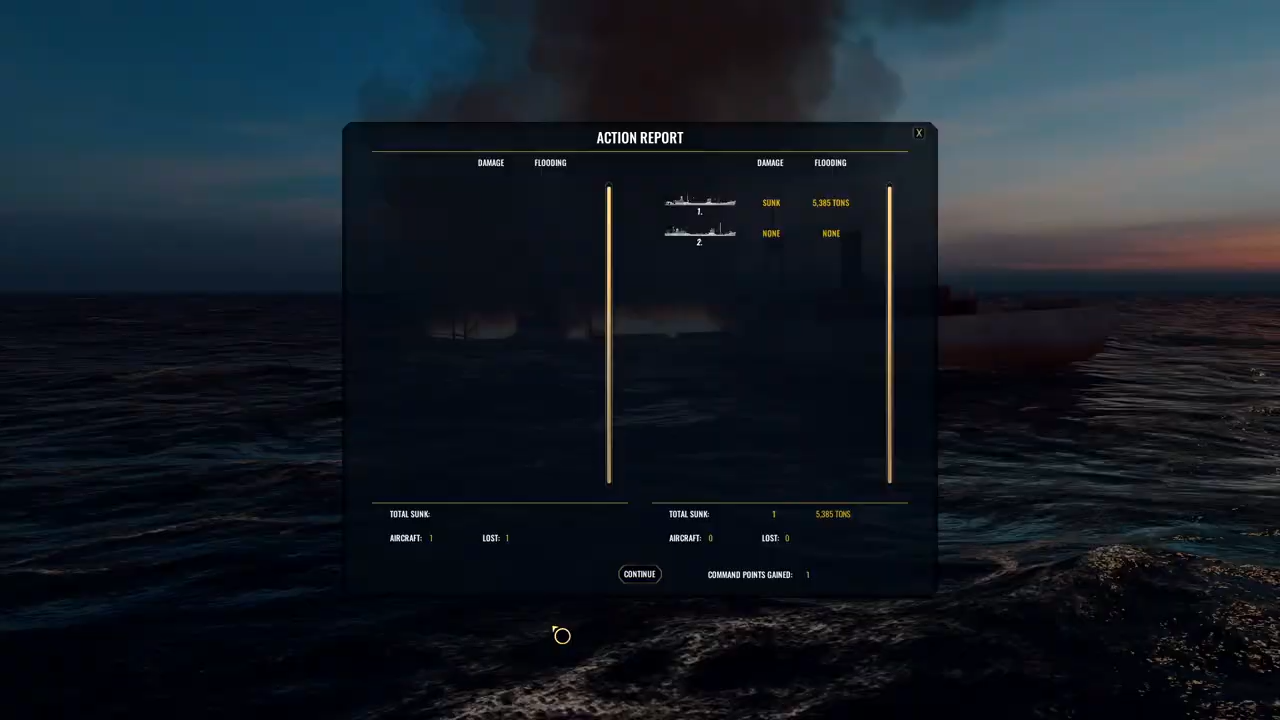 ACTION REPORT
X
DAMAGE FLOODING
DAMAGE FLOODING
1. SUNK 5,385 TONS
2. NONE NONE
TOTAL SUNK:
AIRCRAFT: 1 LOST: 1
TOTAL SUNK: 1 5,385 TONS
AIRCRAFT: 0 LOST: 0
CONTINUE
COMMAND POINTS GAINED: 1